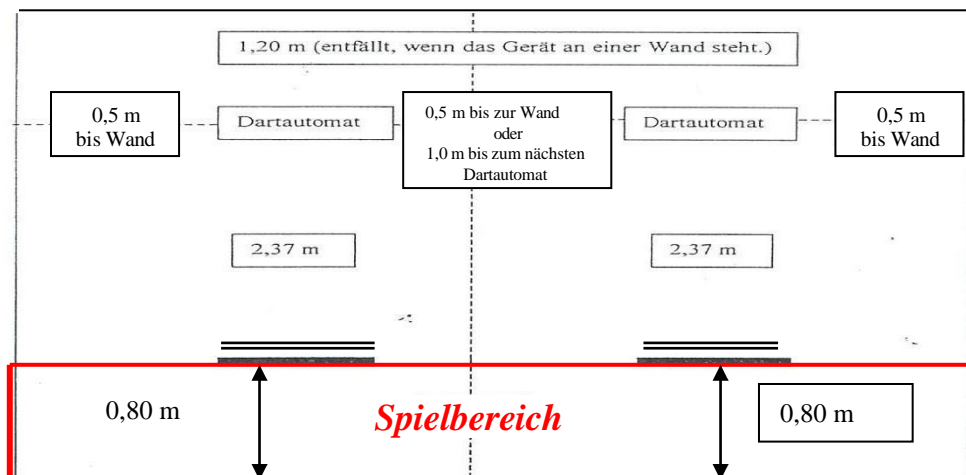 1,20 m (entfällt, wenn das Gerät an einer Wand steht.)
0,5 m
bis Wand
Dartautomat
0,5 m bis zur Wand
oder
1,0 m bis zum nächsten
Dartautomat
Dartautomat
0,5 m
bis Wand
2,37 m
2,37 m
0,80 m
Spielbereich
0,80 m